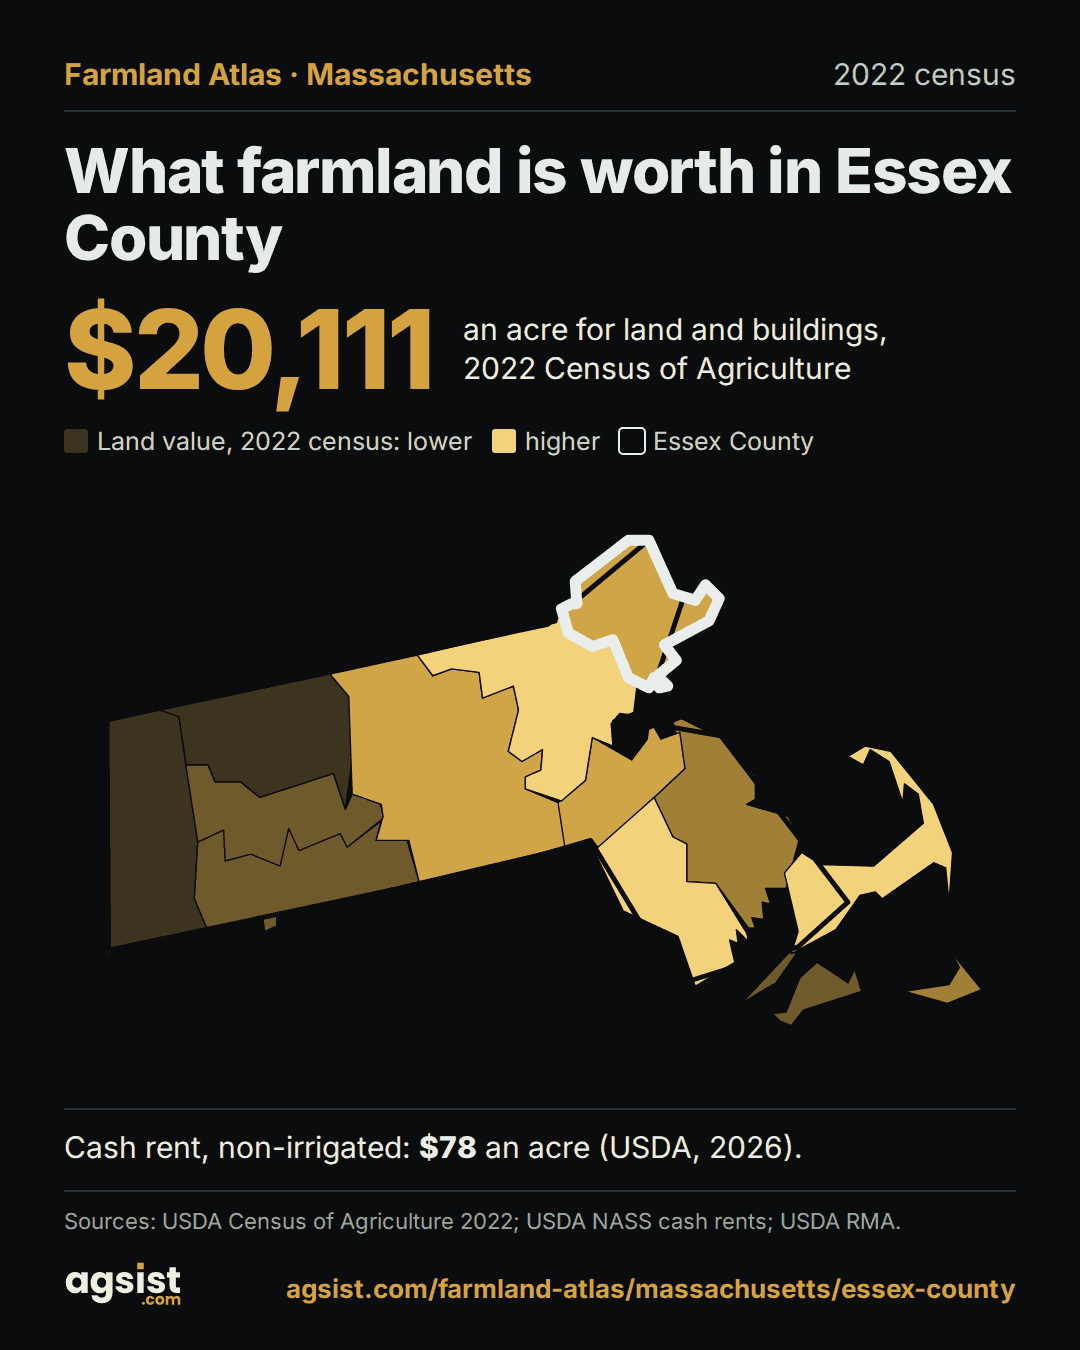 Farmland Atlas · Massachusetts
2022 census
What farmland is worth in Essex
County
$20,111
an acre for land and buildings,
2022 Census of Agriculture
Land value, 2022 census: lower
higher
Essex County
Cash rent, non-irrigated: $78 an acre (USDA, 2026).
Sources: USDA Census of Agriculture 2022; USDA NASS cash rents; USDA RMA.
agsist
.com
agsist.com/farmland-atlas/massachusetts/essex-county